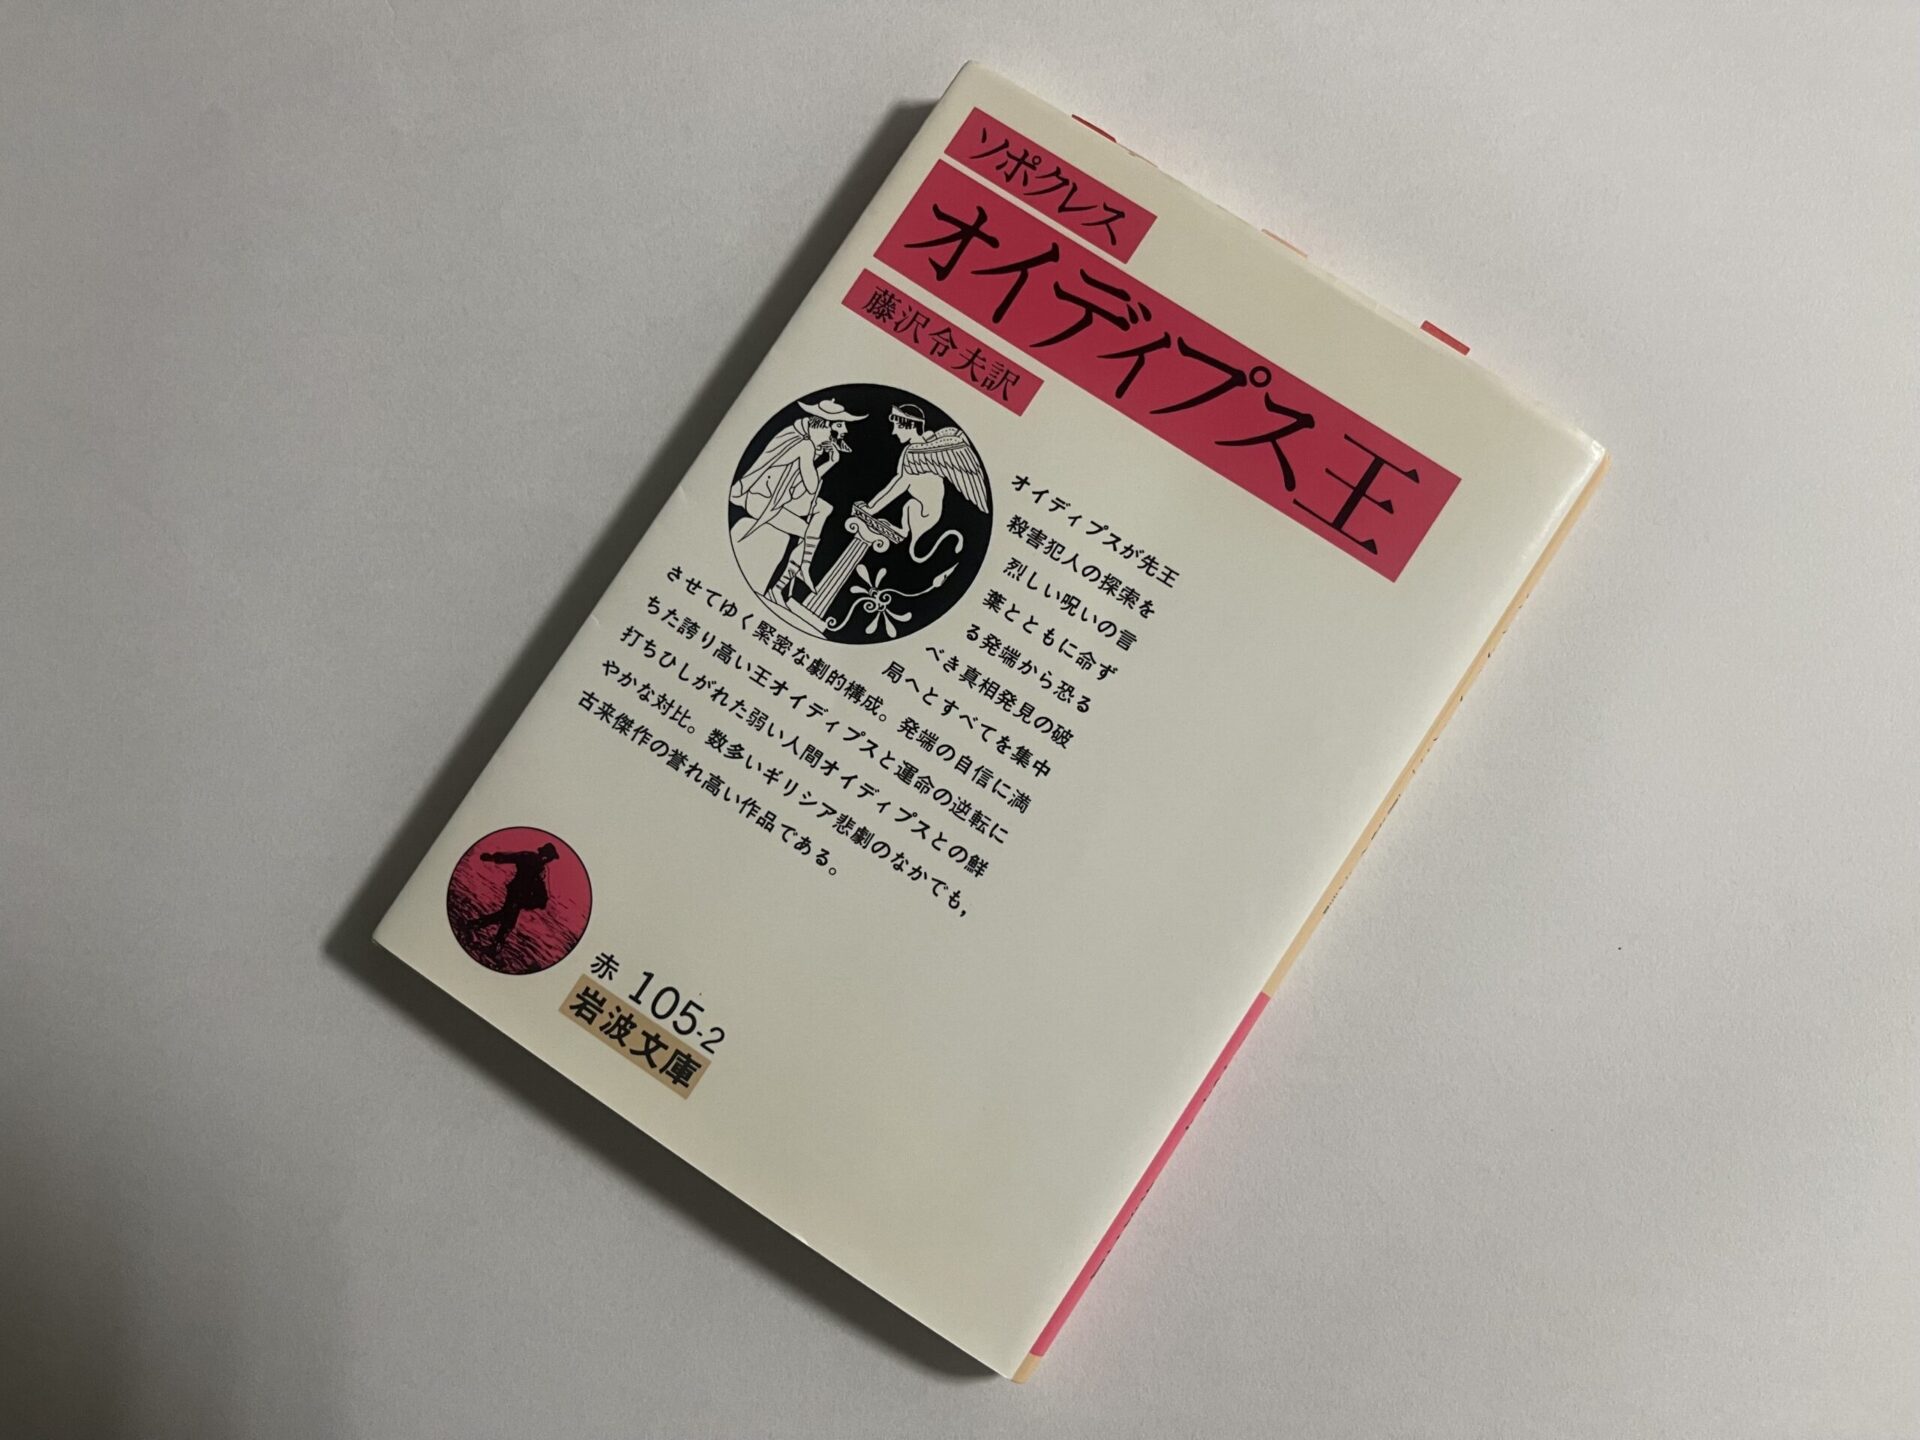 ソポクレス
オイディプス王
藤沢令夫訳
オイディプスが先王
殺害犯人の探索を
烈しい呪いの言
葉とともに命ず
る発端から恐る
べき真相発見の破
局へとすべてを集中
させてゆく緊密な劇的構成。発端の自信に満
ちた誇り高い王オイディプスと運命の逆転に
打ちひしがれた弱い人間オイディプスとの鮮
やかな対比。数多いギリシア悲劇のなかでも,
古来傑作の誉れ高い作品である。
赤 105-2
岩波文庫